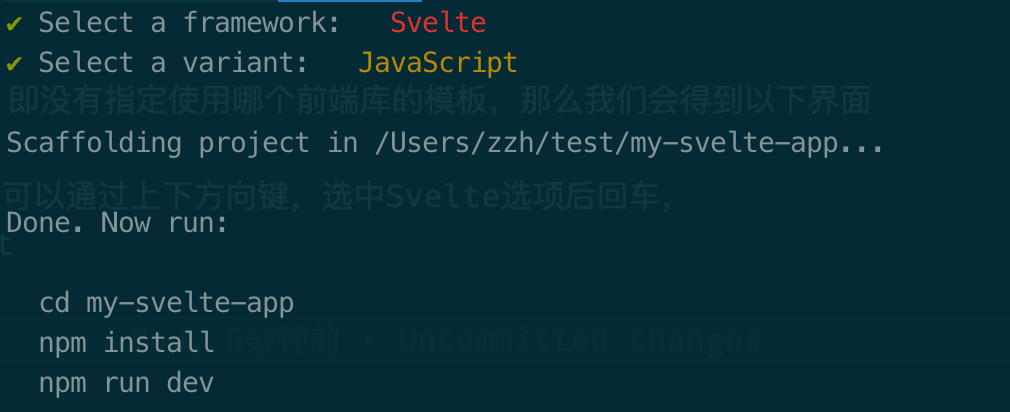 ✔ Select a framework: Svelte
✔ Select a variant: JavaScript
即没有指定使用哪个前端库的模板，那么我们会得到以下界面
Scaffolding project in /Users/zzh/test/my-svelte-app...
可以通过上下方向键，选中Svelte选项后回车，
Done. Now run:
t
cd my-svelte-app
npm install
5分钟前 • Uncommitted changes
npm run dev